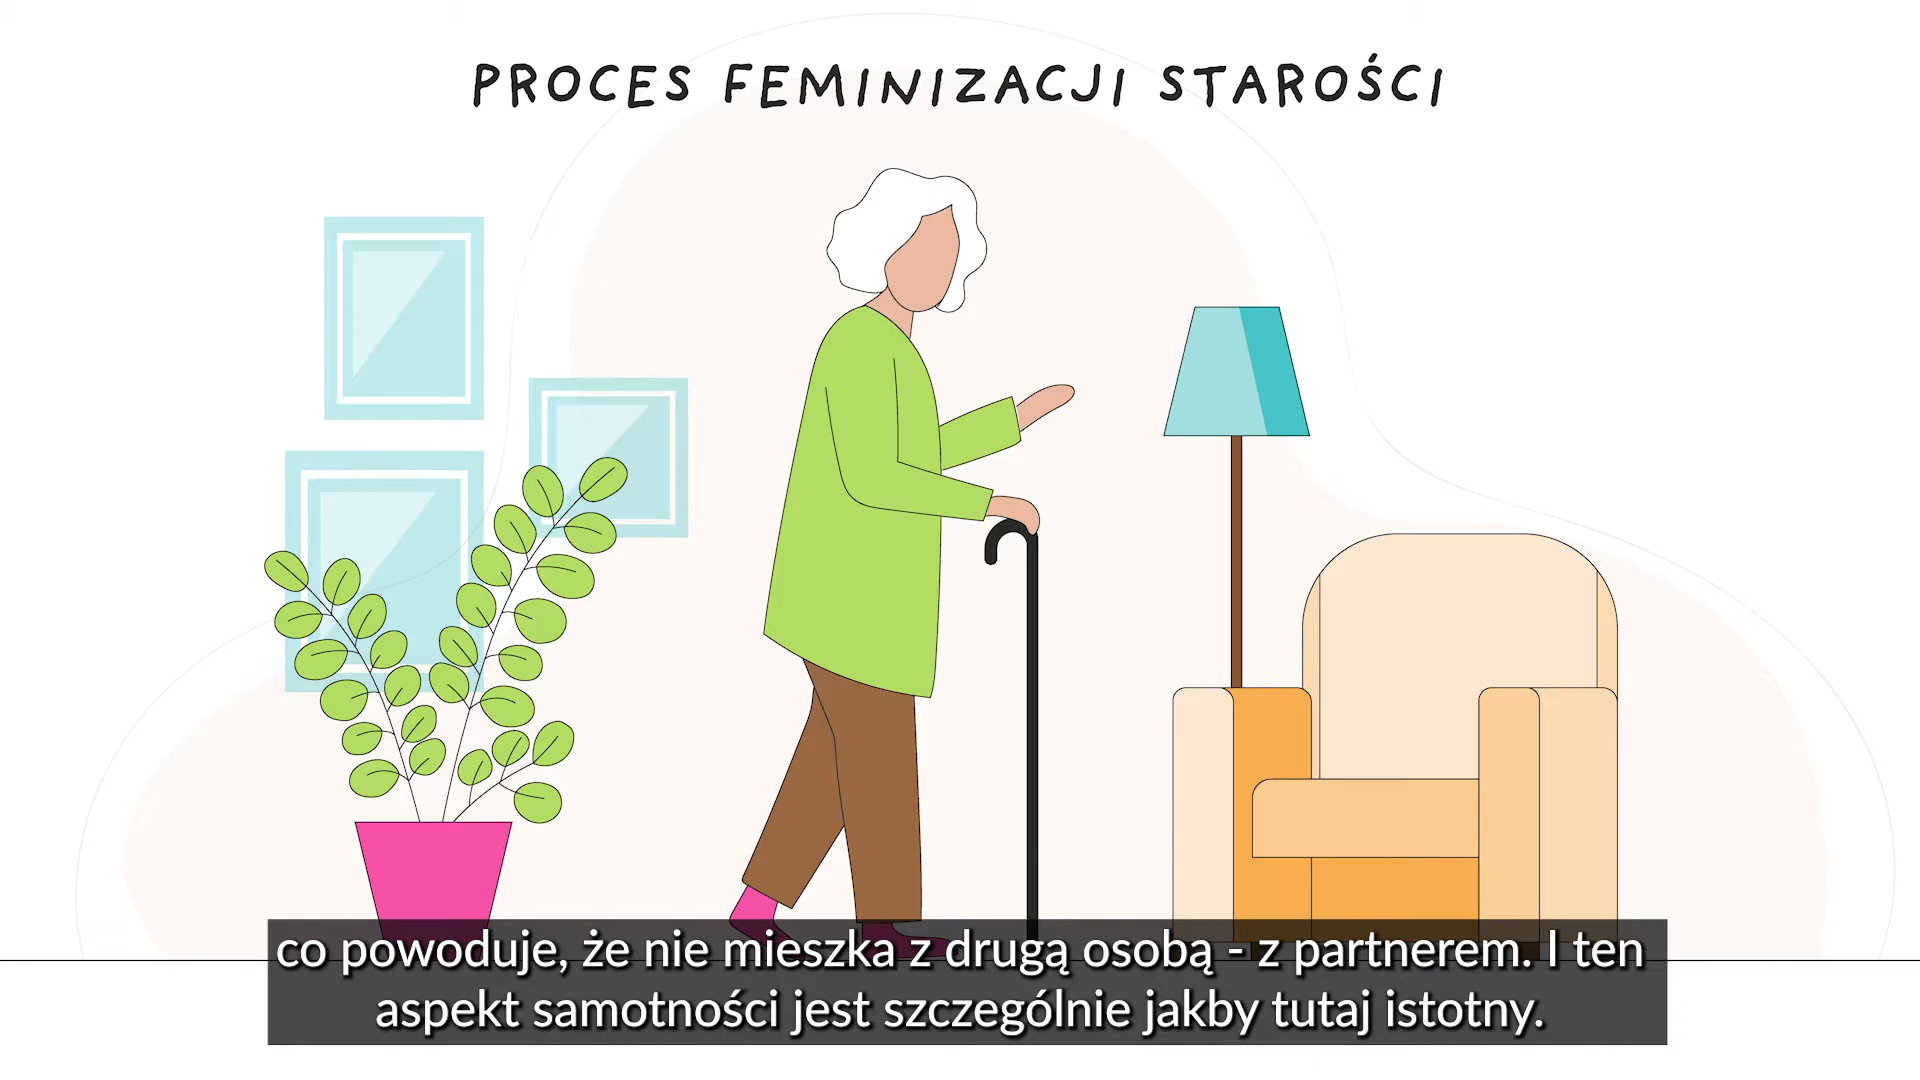 PROCES FEMINIZACJI STAROŚCI
co powoduje, że nie mieszka z drugą osobą - z partnerem. I ten
aspekt samotności jest szczególnie jakby tutaj istotny.